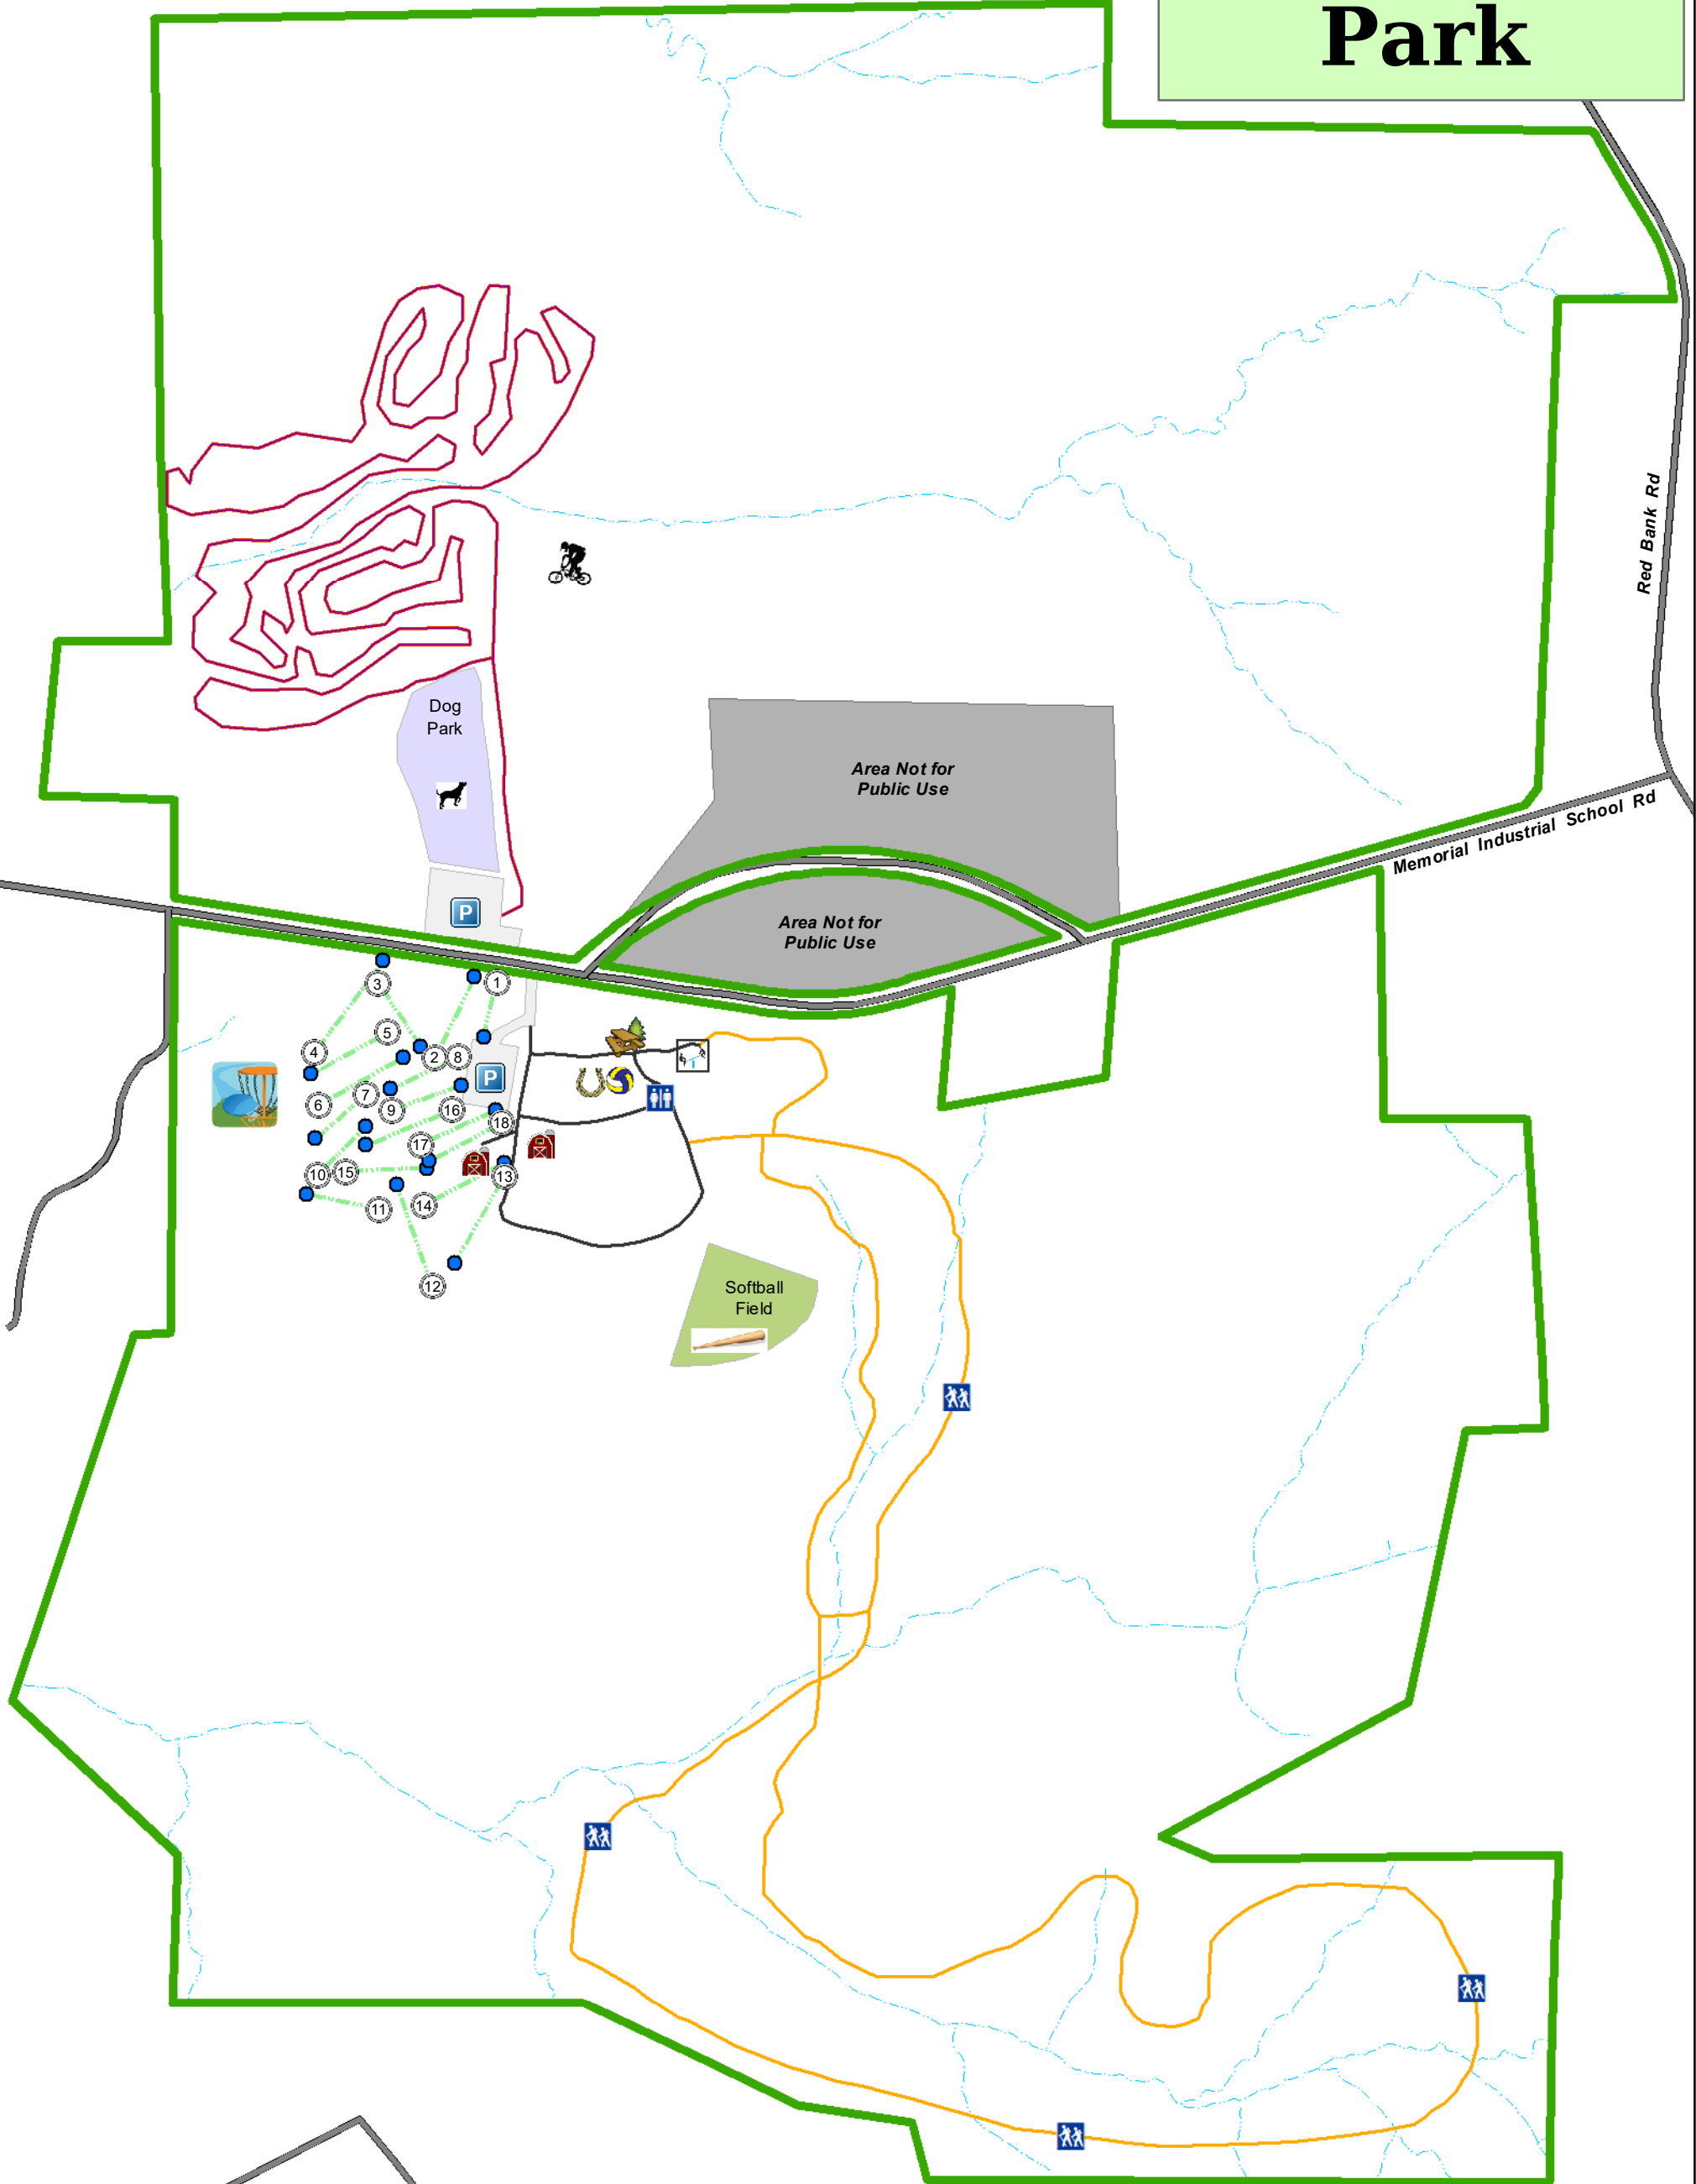 Park
Red Bank Rd
Dog
Park
Area Not for
Public Use
Memorial Industrial School Rd
P
Area Not for
Public Use
3
1
5
4
2
8
P
7
6
9
16
18
17
10
15
13
14
11
12
Softball
Field